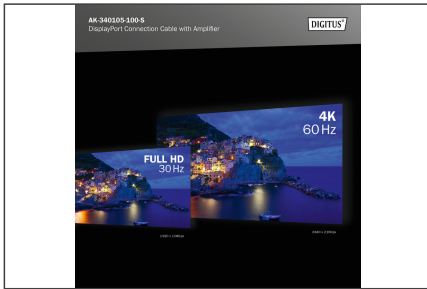 AK-340105-100-S
DisplayPort Connection Cable with Amplifier
DIGITUS®
4K
60 Hz
FULL HD
30 Hz